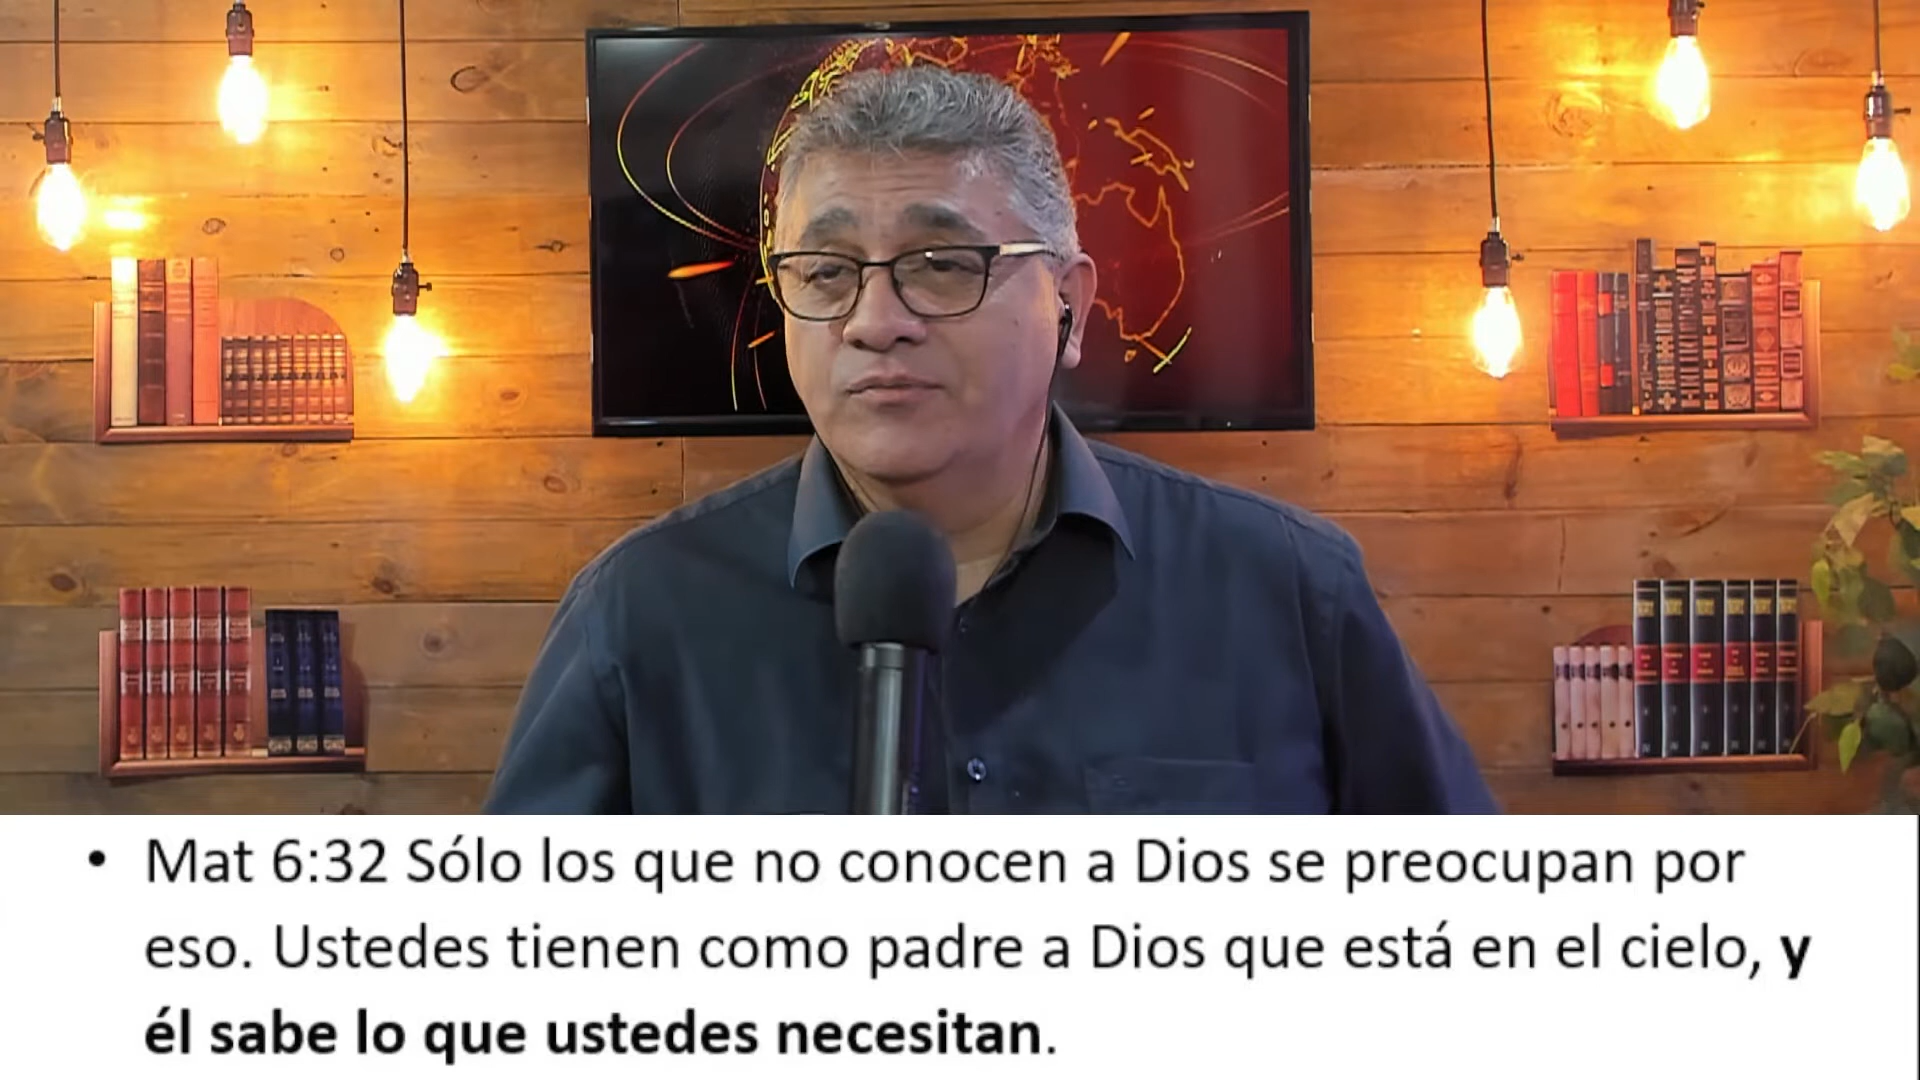 • Mat 6:32 Sólo los que no conocen a Dios se preocupan por
eso. Ustedes tienen como padre a Dios que está en el cielo, y
él sabe lo que ustedes necesitan.